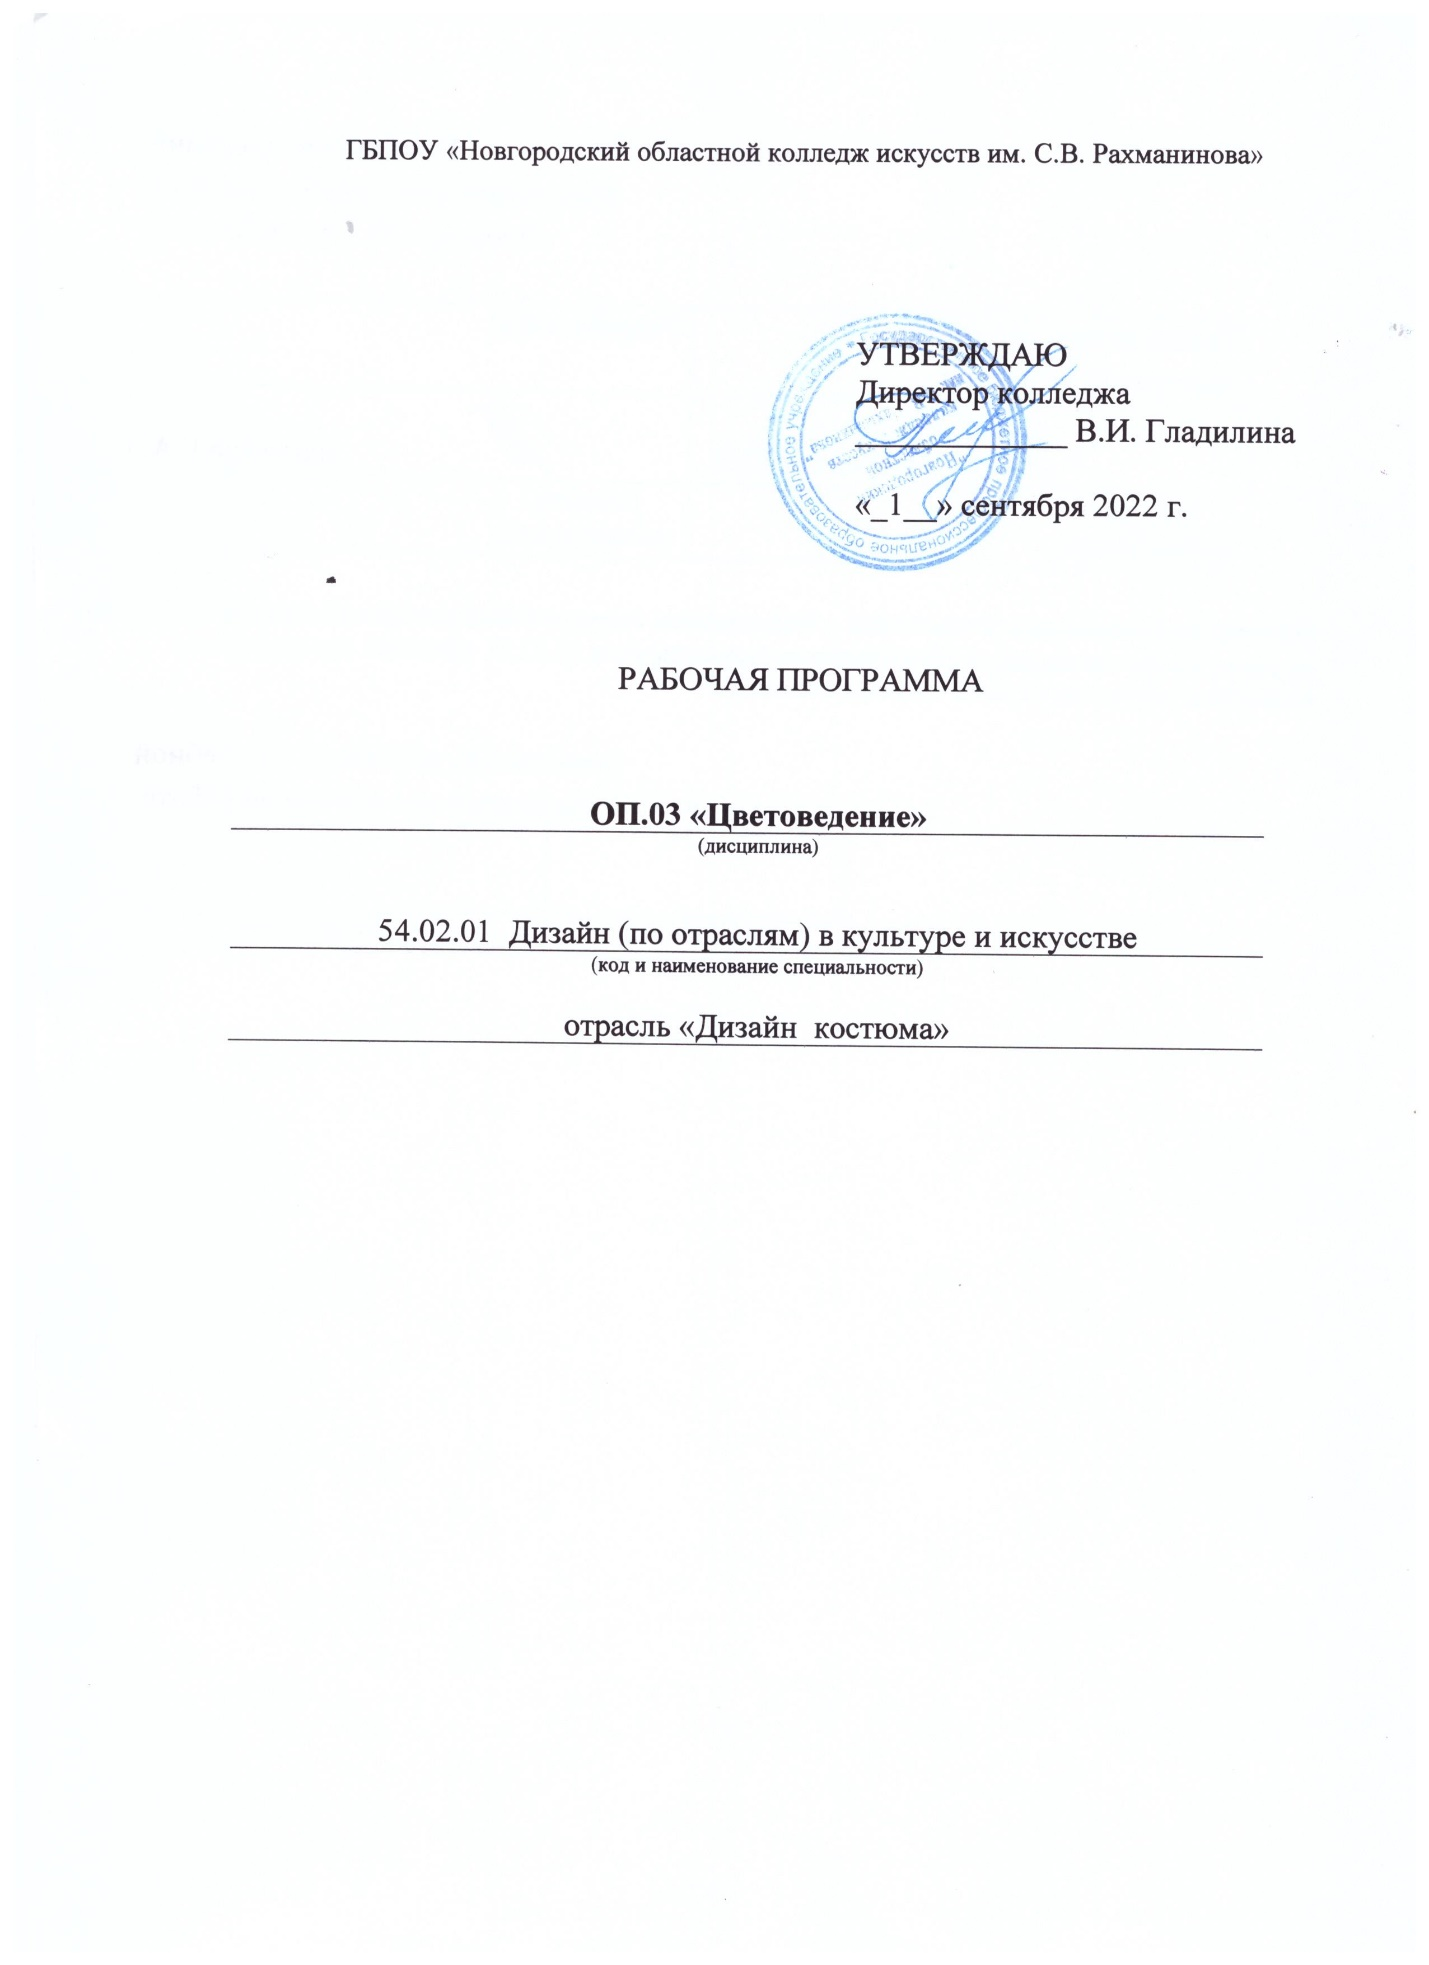 ГБПОУ «Новгородский областной колледж искусств им. С.В. Рахманинова»
УТВЕРЖДАЮ
Директор колледжа
_____________ В.И. Гладилина
«_1__» сентября 2022 г.
РАБОЧАЯ ПРОГРАММА
ОП.03 «Цветоведение»
(дисциплина)
54.02.01 Дизайн (по отраслям) в культуре и искусстве
(код и наименование специальности)
отрасль «Дизайн костюма»